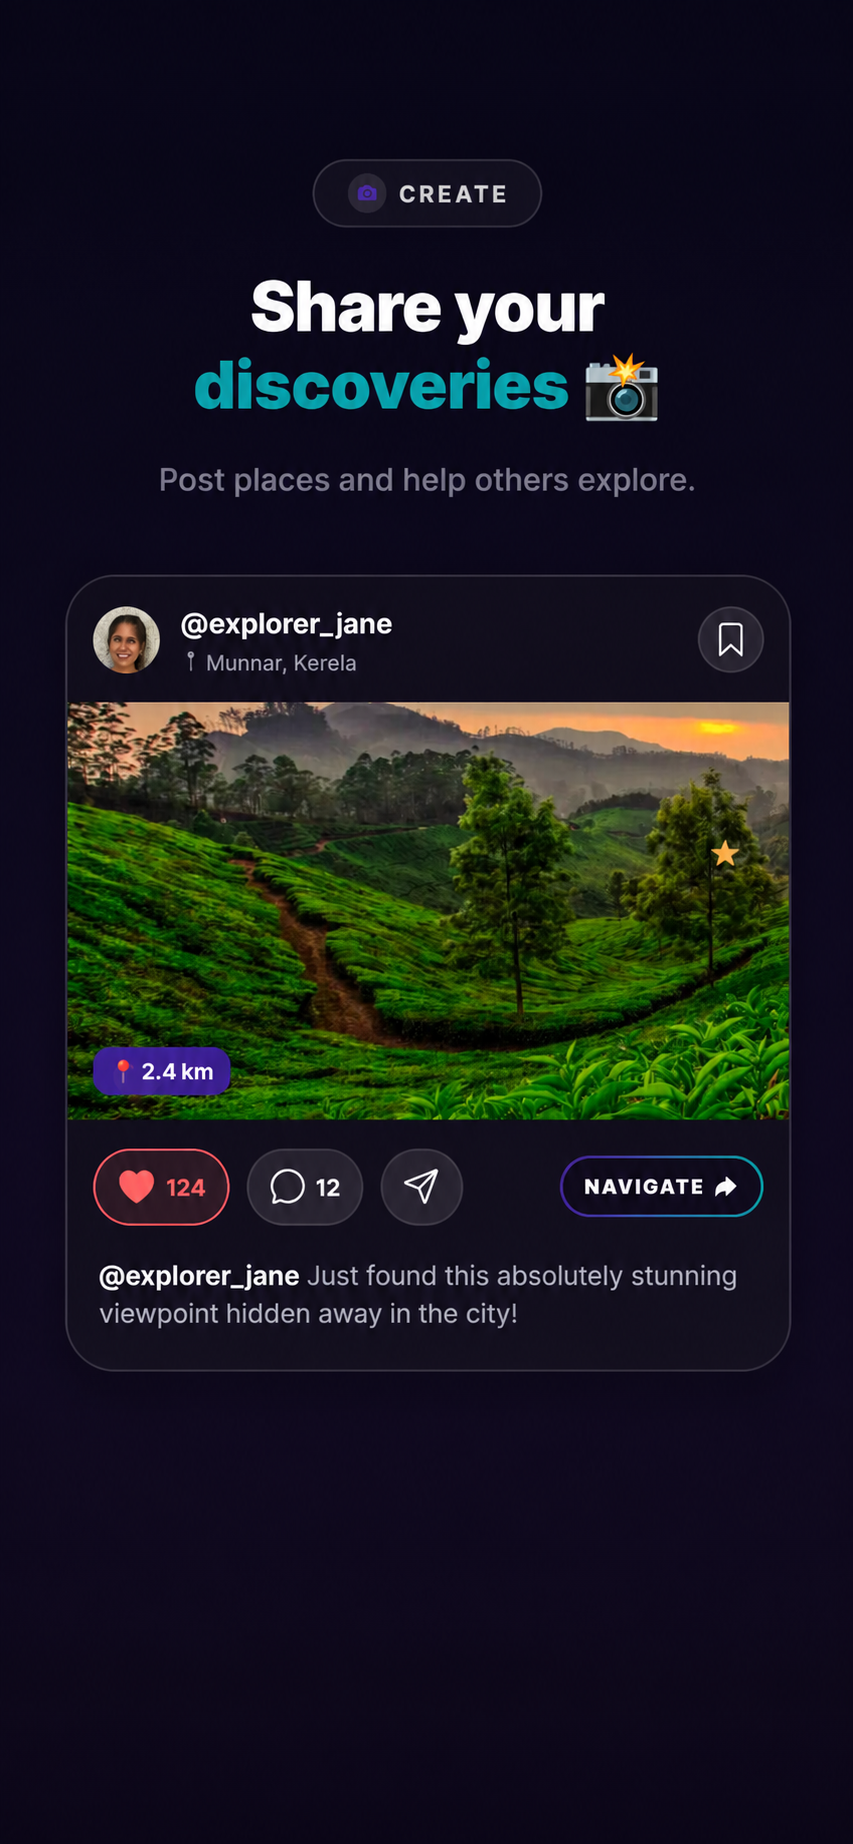 CREATE
Share your
discoveries
Post places and help others explore.
@explorer_jane
Munnar, Kerela
2.4 km
124
12
NAVIGATE
@explorer_jane Just found this absolutely stunning
viewpoint hidden away in the city!